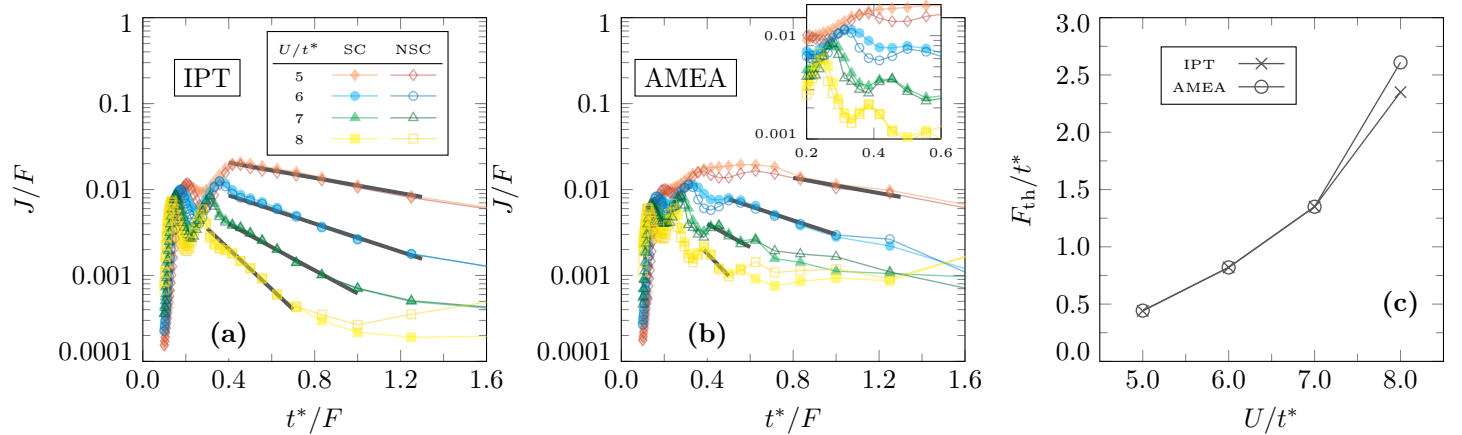 J/F
1
0.1
0.01
0.001
0.0001
IPT
U/t* SC NSC
5
6
7
8
(a)
0.0 0.4 0.8 1.2 1.6
t*/F
J/F
1
0.1
0.01
0.001
0.0001
AMEA
0.01
0.001
0.2 0.4 0.6
(b)
0.0 0.4 0.8 1.2 1.6
t*/F
F_th/t*
3.0
2.5
2.0
1.5
1.0
0.5
0.0
IPT
AMEA
(c)
5.0 6.0 7.0 8.0
U/t*